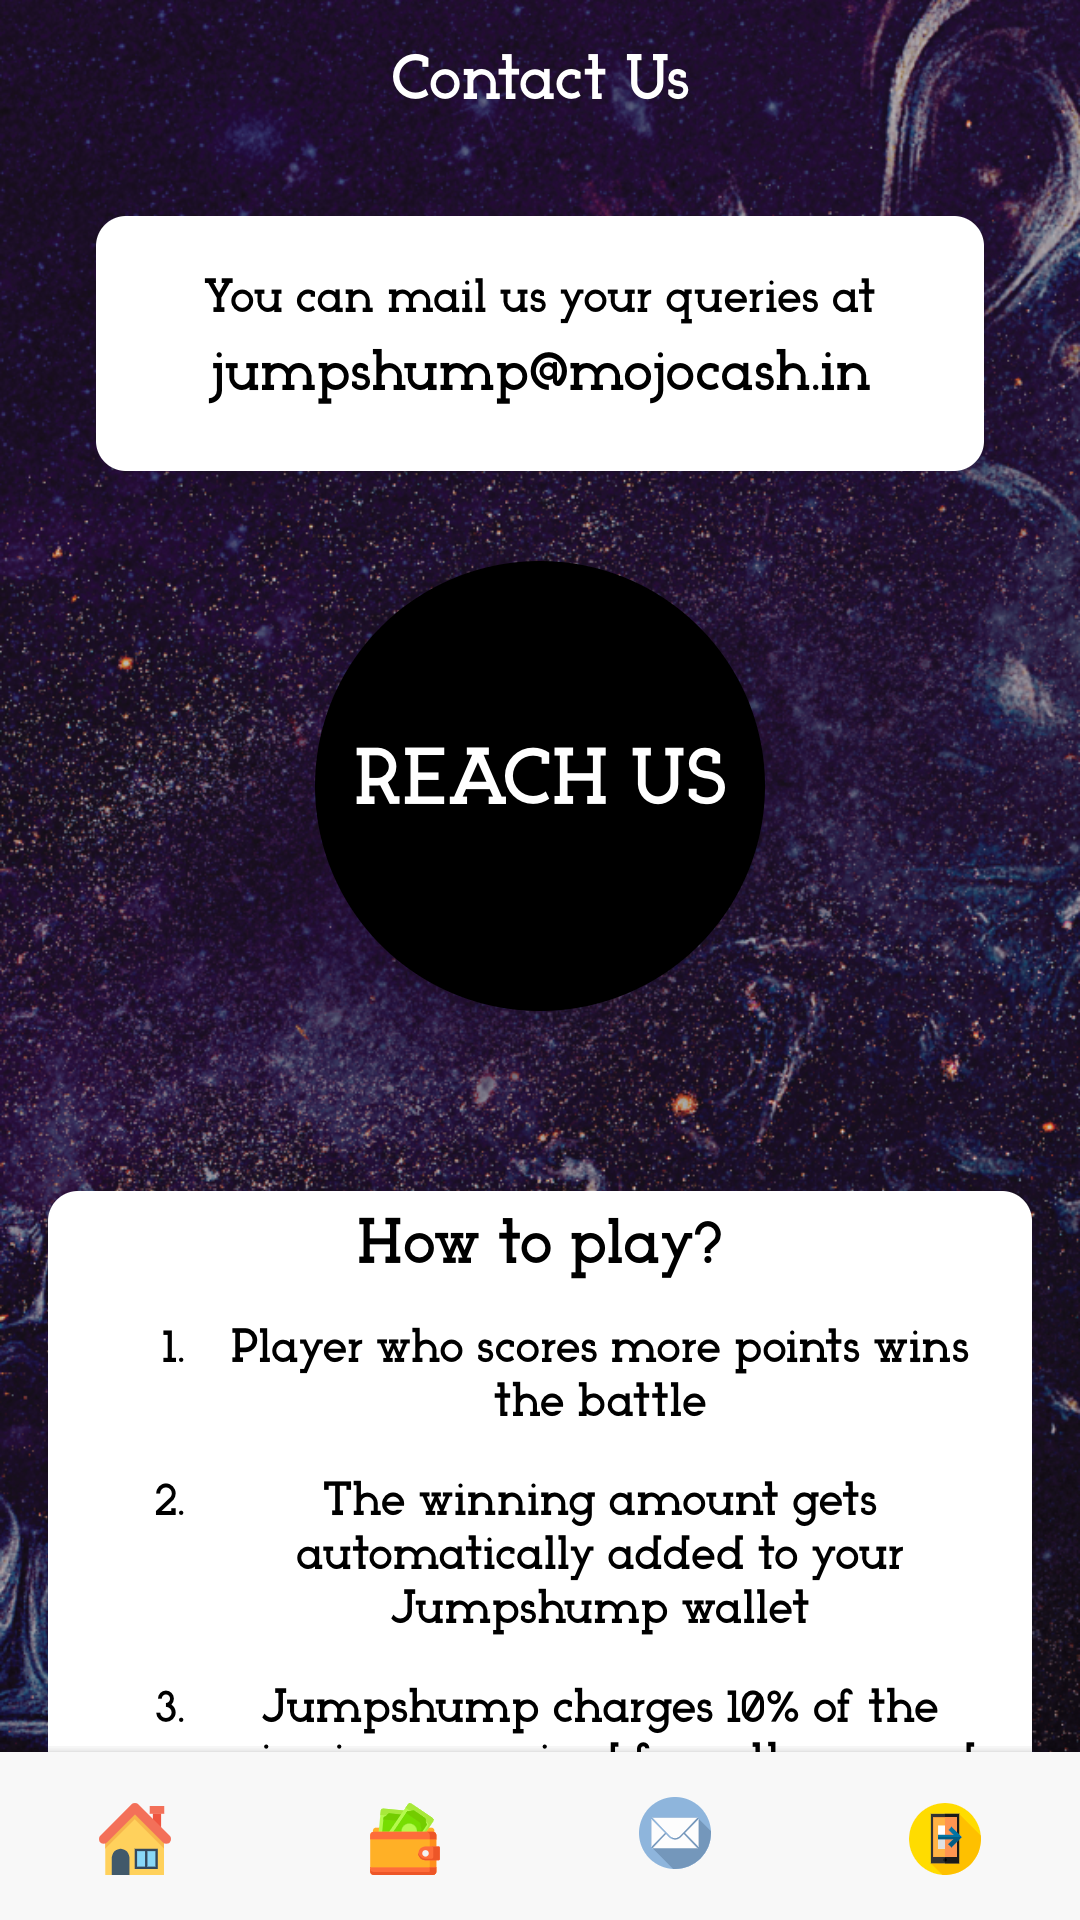 Contact Us
You can mail us your queries at
jumpshump@mojocash.in
REACH US
How to play?
1. Player who scores more points wins
the battle
2. The winning amount gets
automatically added to your
Jumpshump wallet
3. Jumpshump charges 10% of the